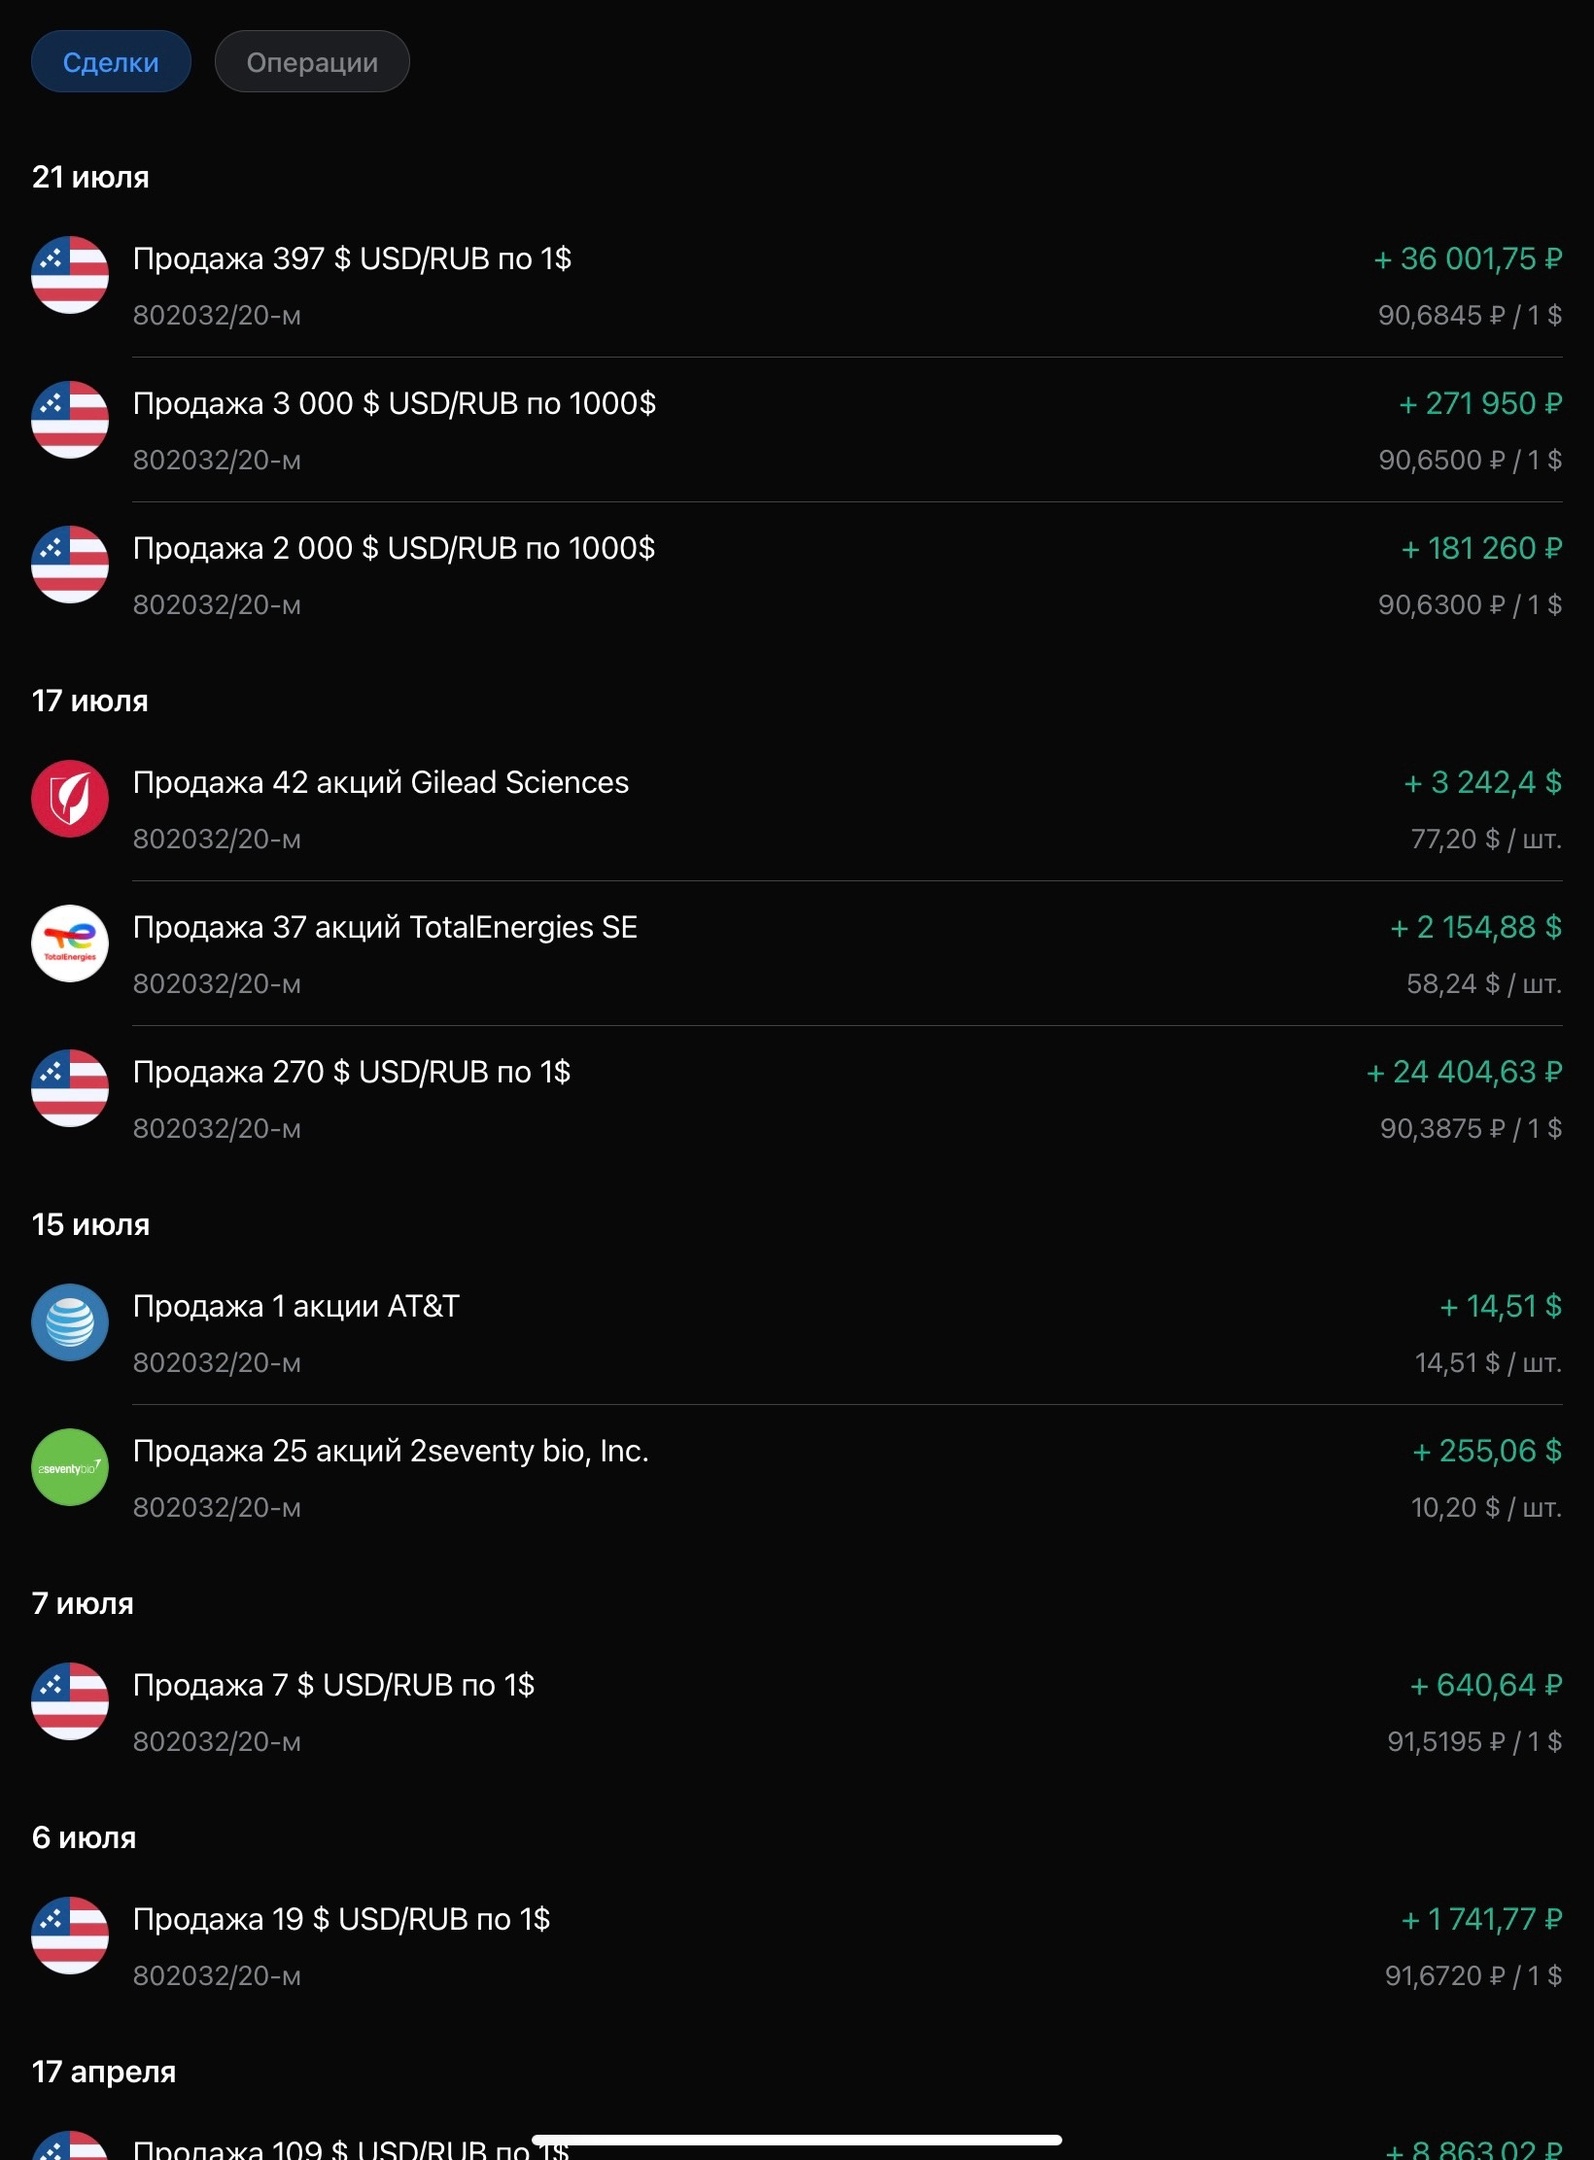 Сделки
Операции
21 июля
Продажа 397 $ USD/RUB по 1$
+ 36 001,75 ₽
802032/20-м
90,6845 ₽ / 1 $
Продажа 3 000 $ USD/RUB по 1000$
+ 271 950 ₽
802032/20-м
90,6500 ₽ / 1 $
Продажа 2 000 $ USD/RUB по 1000$
+ 181 260 ₽
802032/20-м
90,6300 ₽ / 1 $
17 июля
Продажа 42 акций Gilead Sciences
+ 3 242,4 $
802032/20-м
77,20 $ / шт.
Продажа 37 акций TotalEnergies SE
+ 2 154,88 $
TotalEnergies
802032/20-м
58,24 $ / шт.
Продажа 270 $ USD/RUB по 1$
+ 24 404,63 ₽
802032/20-м
90,3875 ₽ / 1 $
15 июля
Продажа 1 акции AT&T
+ 14,51 $
802032/20-м
14,51 $ / шт.
Продажа 25 акций 2seventy bio, Inc.
+ 255,06 $
2seventybio
802032/20-м
10,20 $ / шт.
7 июля
Продажа 7 $ USD/RUB по 1$
+ 640,64 ₽
802032/20-м
91,5195 ₽ / 1 $
6 июля
Продажа 19 $ USD/RUB по 1$
+ 1 741,77 ₽
802032/20-м
91,6720 ₽ / 1 $
17 апреля
Продажа 109 $ USD/RUB по 1$
+ 8 863,02 ₽